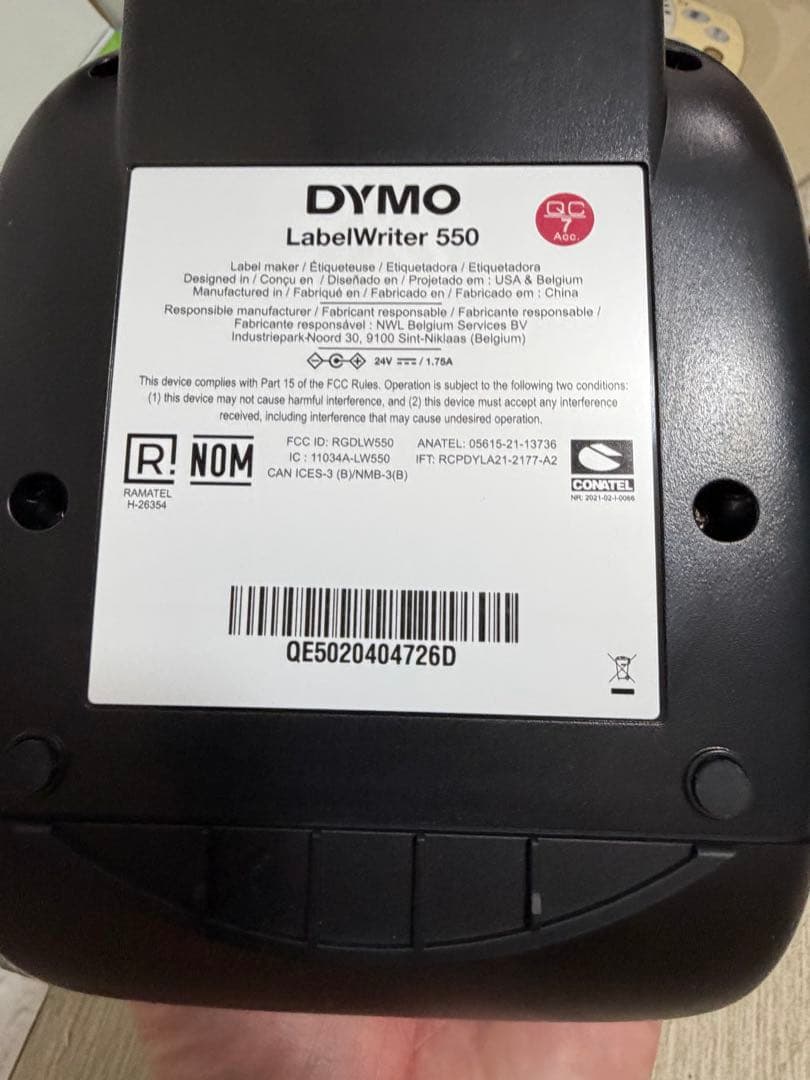 DYMO
LabelWriter 550
QC
7
Acc.
Label maker / Étiqueteuse / Etiquetadora / Etiquetadora
Designed in / Conçu en / Diseñado en / Projetado em : USA & Belgium
Manufactured in / Fabriqué en / Fabricado en / Fabricado em : China
Responsible manufacturer / Fabricant responsable / Fabricante responsable /
Fabricante responsável : NWL Belgium Services BV
Industriepark-Noord 30, 9100 Sint-Niklaas (Belgium)
24V / 1.75A
This device complies with Part 15 of the FCC Rules. Operation is subject to the following two conditions:
(1) this device may not cause harmful interference, and (2) this device must accept any interference
received, including interference that may cause undesired operation.
R!
RAMATEL
H-26354
NOM
FCC ID: RGDLW550
IC : 11034A-LW550
CAN ICES-3 (B)/NMB-3(B)
ANATEL: 05615-21-13736
IFT: RCPDYLA21-2177-A2
CONATEL
NR: 2021-02-I-0066
QE5020404726D